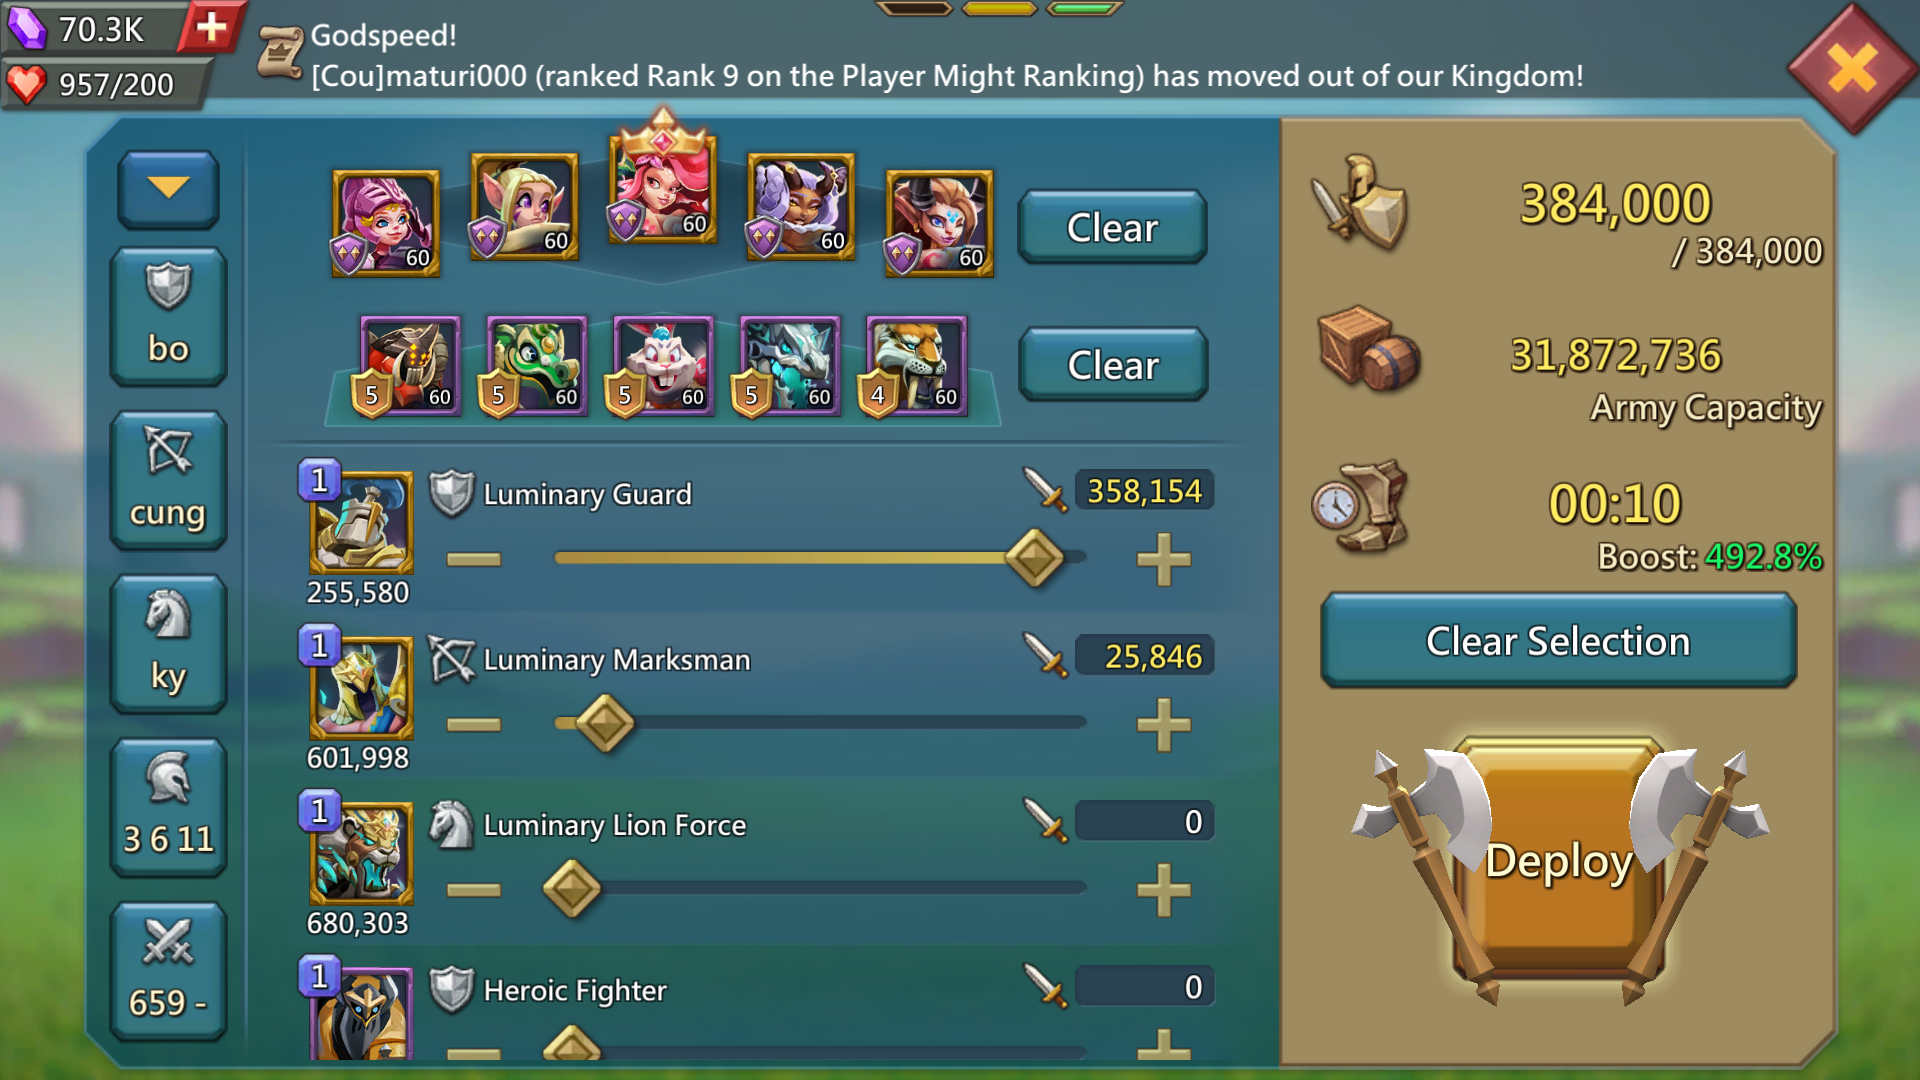 70.3K
957/200
Godspeed!
[Cou]maturi000 (ranked Rank 9 on the Player Might Ranking) has moved out of our Kingdom!
60
60
60
60
60
Clear
5 60
5 60
5 60
5 60
4 60
Clear
bo
cung
ky
3 6 11
659 -
1
Luminary Guard
358,154
255,580
1
Luminary Marksman
25,846
601,998
1
Luminary Lion Force
0
680,303
1
Heroic Fighter
0
384,000
/ 384,000
31,872,736
Army Capacity
00:10
Boost: 492.8%
Clear Selection
Deploy